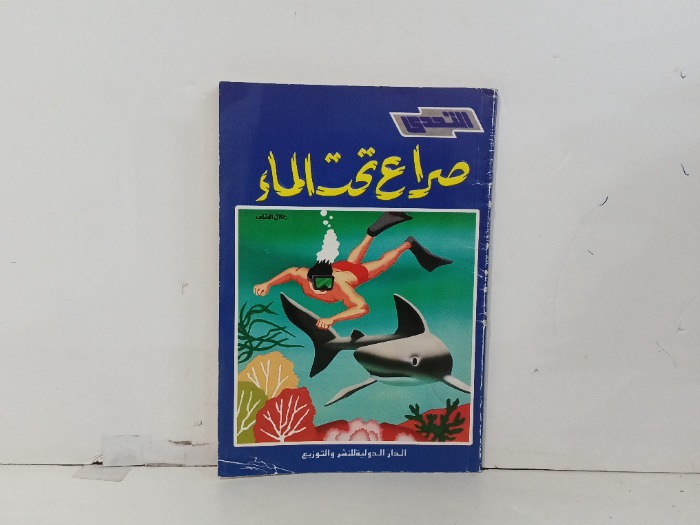 التحدي
صراع تحت الماء
الدار الدولية للنشر والتوزيع